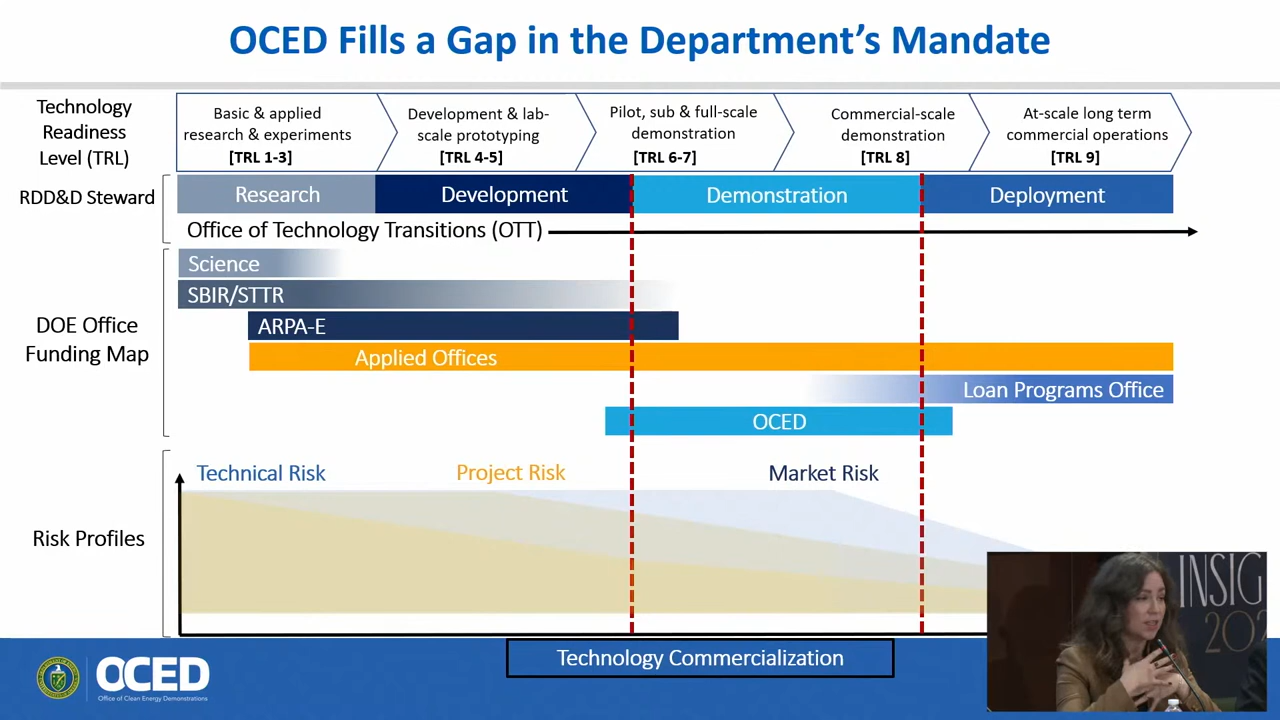 OCED Fills a Gap in the Department's Mandate
Technology
Readiness
Level (TRL)
Basic & applied
research & experiments
[TRL 1-3]
Development & lab-
scale prototyping
[TRL 4-5]
Pilot, sub & full-scale
demonstration
[TRL 6-7]
Commercial-scale
demonstration
[TRL 8]
At-scale long term
commercial operations
[TRL 9]
RDD&D Steward
Research
Development
Demonstration
Deployment
Office of Technology Transitions (OTT)
DOE Office
Funding Map
Science
SBIR/STTR
ARPA-E
Applied Offices
Loan Programs Office
OCED
Risk Profiles
Technical Risk
Project Risk
Market Risk
Technology Commercialization
OCED
Office of Clean Energy Demonstrations
INSIG
202